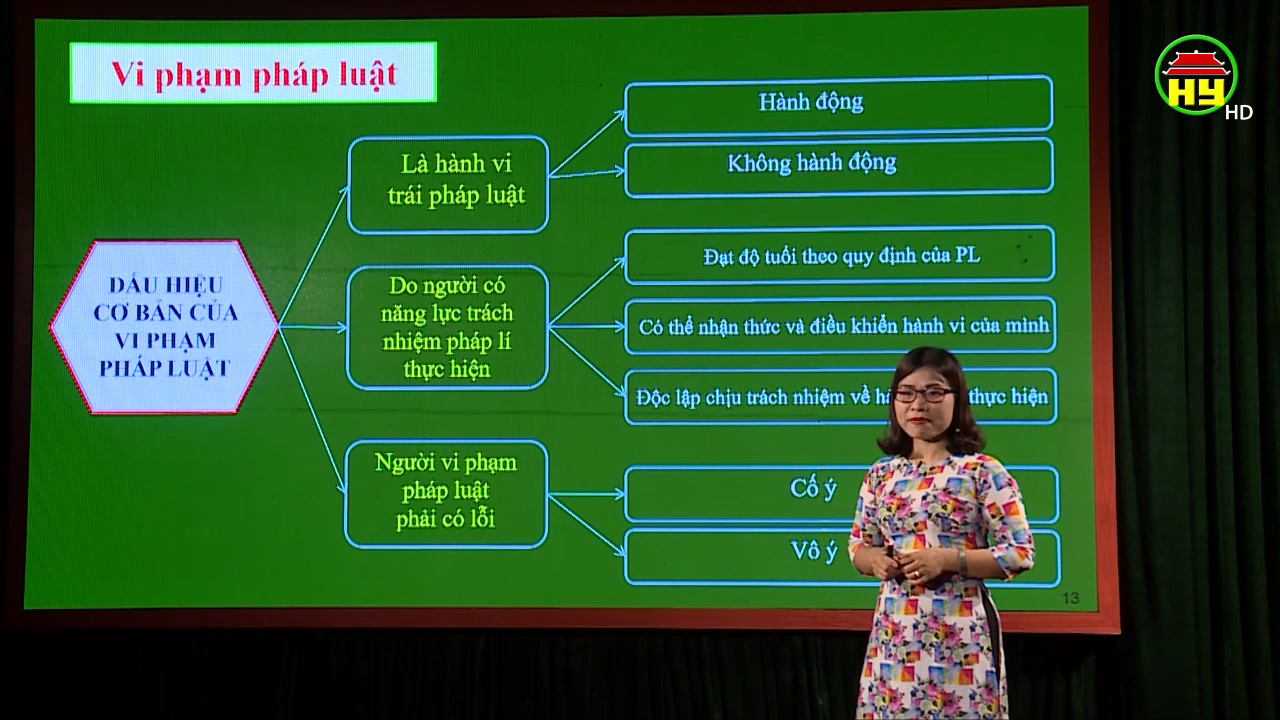 Vi phạm pháp luật
HY
HD
Hành động
Không hành động
Là hành vi
trái pháp luật
Đạt độ tuổi theo quy định của PL
Có thể nhận thức và điều khiển hành vi của mình
Độc lập chịu trách nhiệm về thực hiện
DẤU HIỆU
CƠ BẢN CỦA
VI PHẠM
PHÁP LUẬT
Do người có
năng lực trách
nhiệm pháp lí
thực hiện
Người vi phạm
pháp luật
phải có lỗi
Cố ý
Vô ý
13